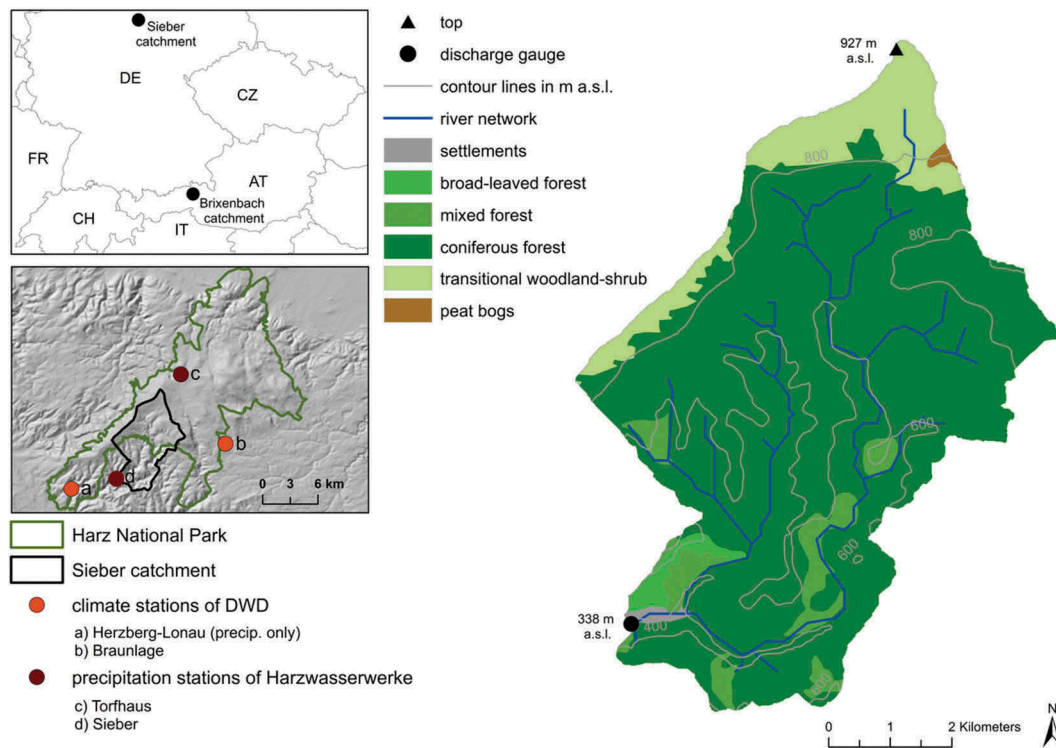 Sieber
catchment
DE
CZ
FR
AT
Brixenbach
catchment
CH
IT
c
b
a
d
0 3 6 km
Harz National Park
Sieber catchment
climate stations of DWD
a) Herzberg-Lonau (precip. only)
b) Braunlage
precipitation stations of Harzwasserwerke
c) Torfhaus
d) Sieber
top
discharge gauge
contour lines in m a.s.l.
river network
settlements
broad-leaved forest
mixed forest
coniferous forest
transitional woodland-shrub
peat bogs
927 m
a.s.l.
800
800
600
600
338 m
a.s.l.
400
600
0 1 2 Kilometers
N